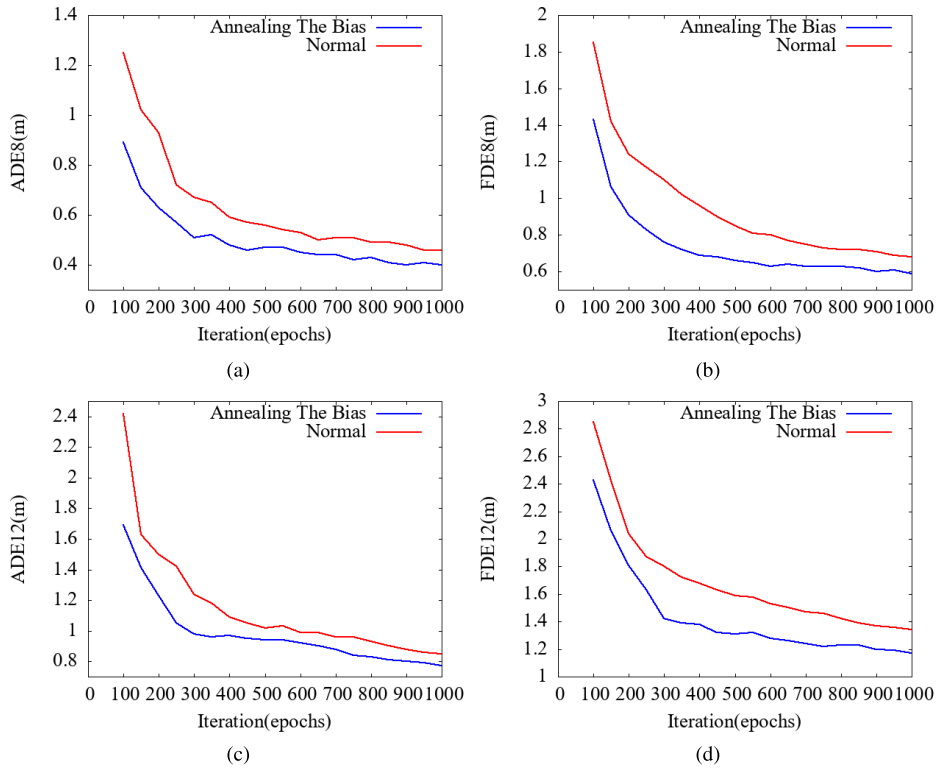 1.4
1.2
1
0.8
0.6
0.4
ADE8(m)
Annealing The Bias
Normal
0 100 200 300 400 500 600 700 800 900 1000
Iteration(epochs)
(a)
2
1.8
1.6
1.4
1.2
1
0.8
0.6
FDE8(m)
Annealing The Bias
Normal
0 100 200 300 400 500 600 700 800 900 1000
Iteration(epochs)
(b)
2.4
2.2
2
1.8
1.6
1.4
1.2
1
0.8
ADE12(m)
Annealing The Bias
Normal
0 100 200 300 400 500 600 700 800 900 1000
Iteration(epochs)
(c)
3
2.8
2.6
2.4
2.2
2
1.8
1.6
1.4
1.2
1
FDE12(m)
Annealing The Bias
Normal
0 100 200 300 400 500 600 700 800 900 1000
Iteration(epochs)
(d)